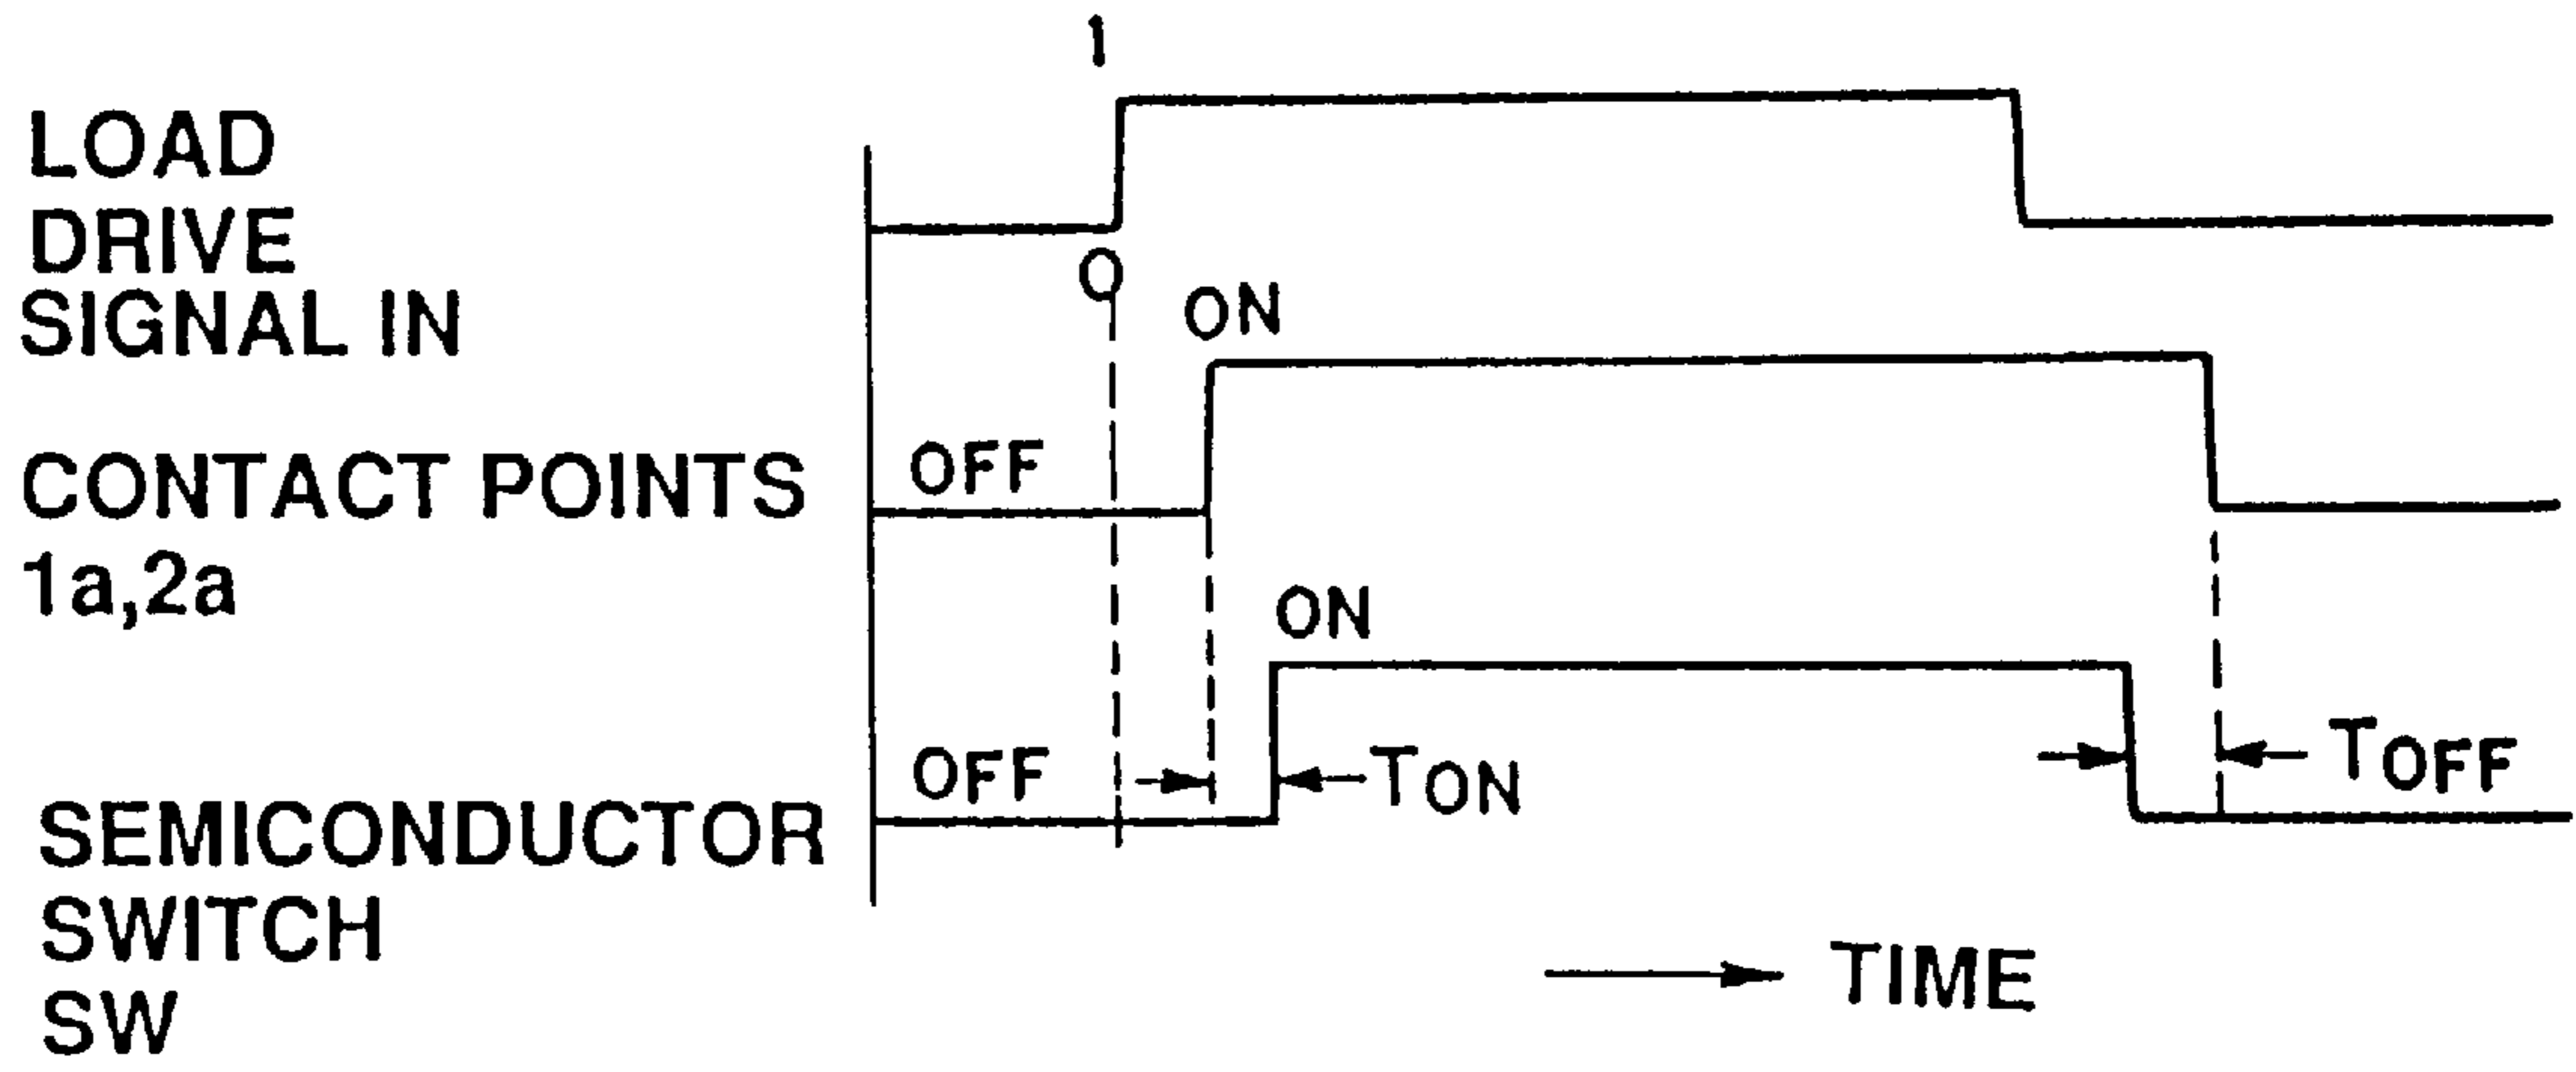 1
LOAD
DRIVE
SIGNAL IN
0
ON
OFF
CONTACT POINTS
1a,2a
ON
OFF
TON
TOFF
SEMICONDUCTOR
SWITCH
SW
TIME